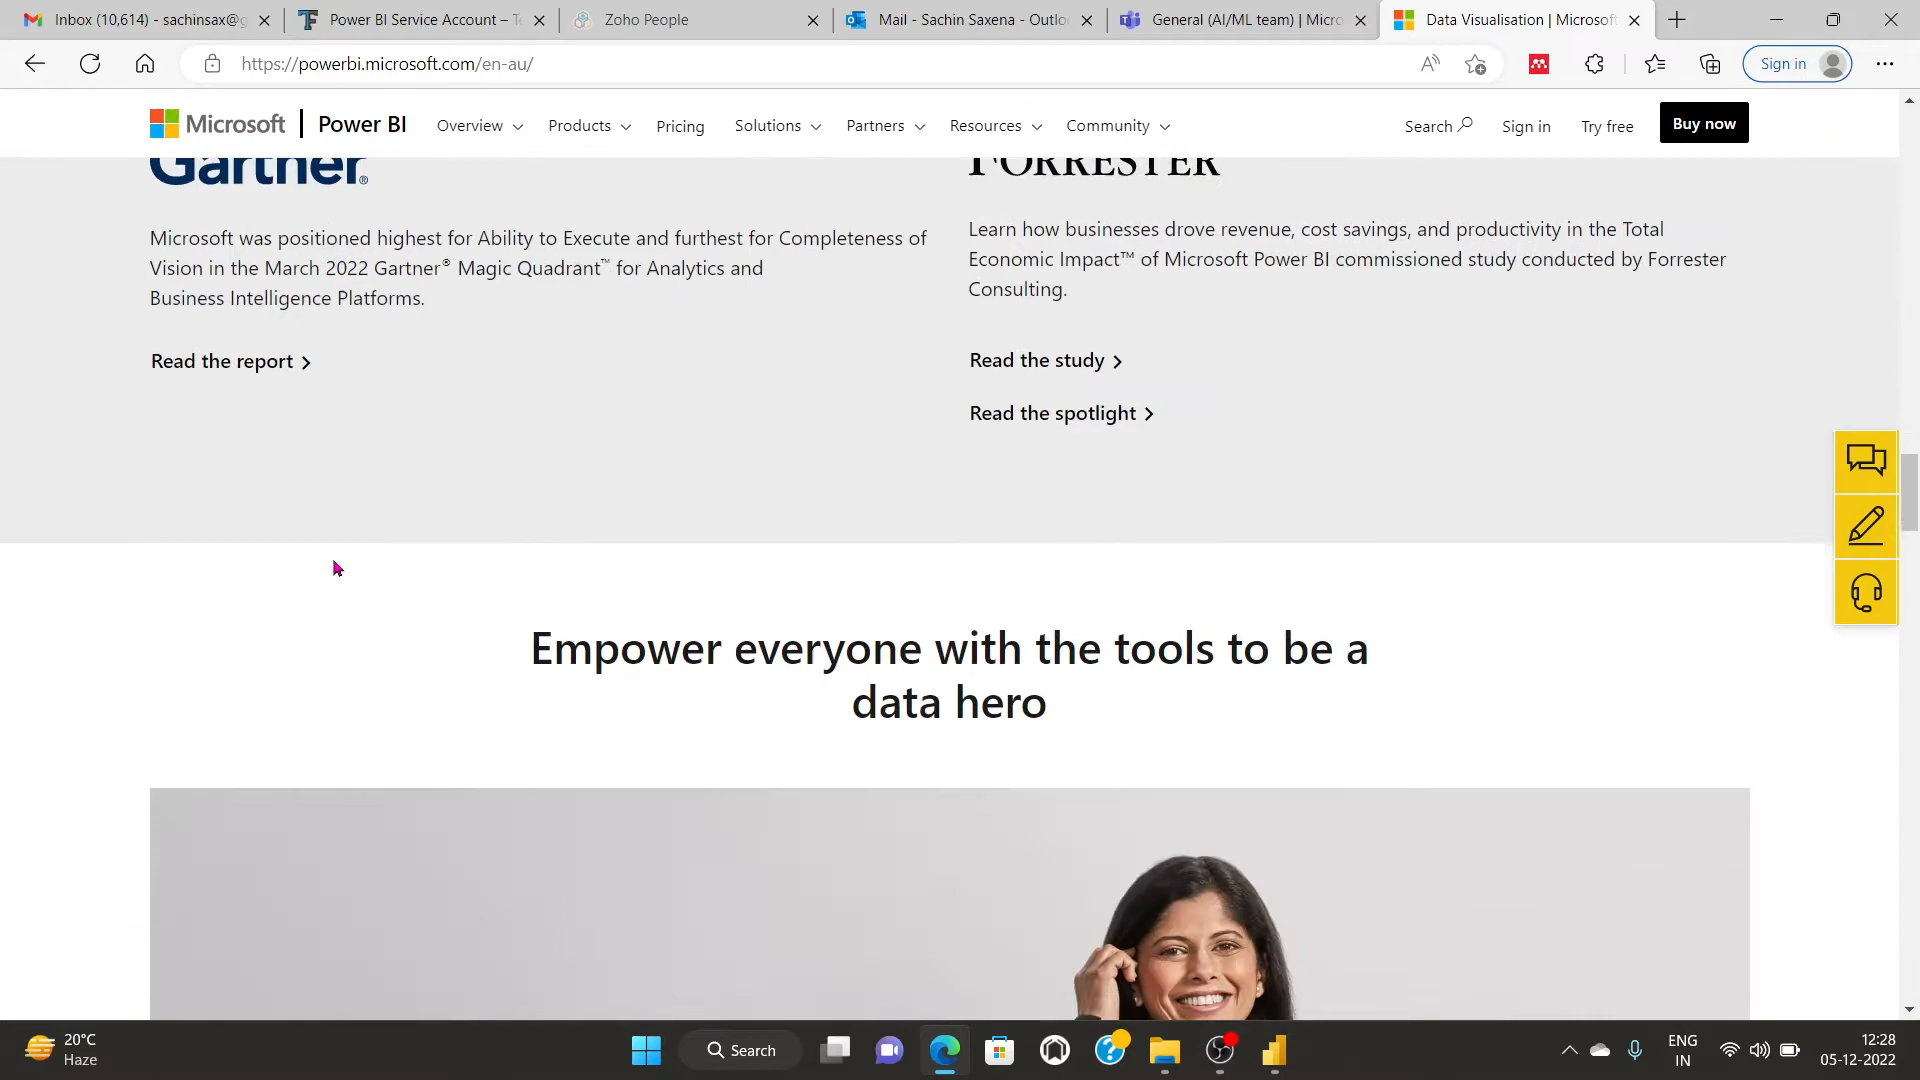 Inbox (10,614) - sachinsax@g
Power BI Service Account – Te
Zoho People
Mail - Sachin Saxena - Outlo
General (AI/ML team) | Micro
Data Visualisation | Microsoft
https://powerbi.microsoft.com/en-au/
Sign in
Microsoft | Power BI
Overview
Products
Pricing
Solutions
Partners
Resources
Community
Search
Sign in
Try free
Buy now
Gartner®
Microsoft was positioned highest for Ability to Execute and furthest for Completeness of
Vision in the March 2022 Gartner® Magic Quadrant™ for Analytics and
Business Intelligence Platforms.
Read the report
FORRESTER
Learn how businesses drove revenue, cost savings, and productivity in the Total
Economic Impact™ of Microsoft Power BI commissioned study conducted by Forrester
Consulting.
Read the study
Read the spotlight
Empower everyone with the tools to be a
data hero
20°C
Haze
Search
ENG
IN
12:28
05-12-2022